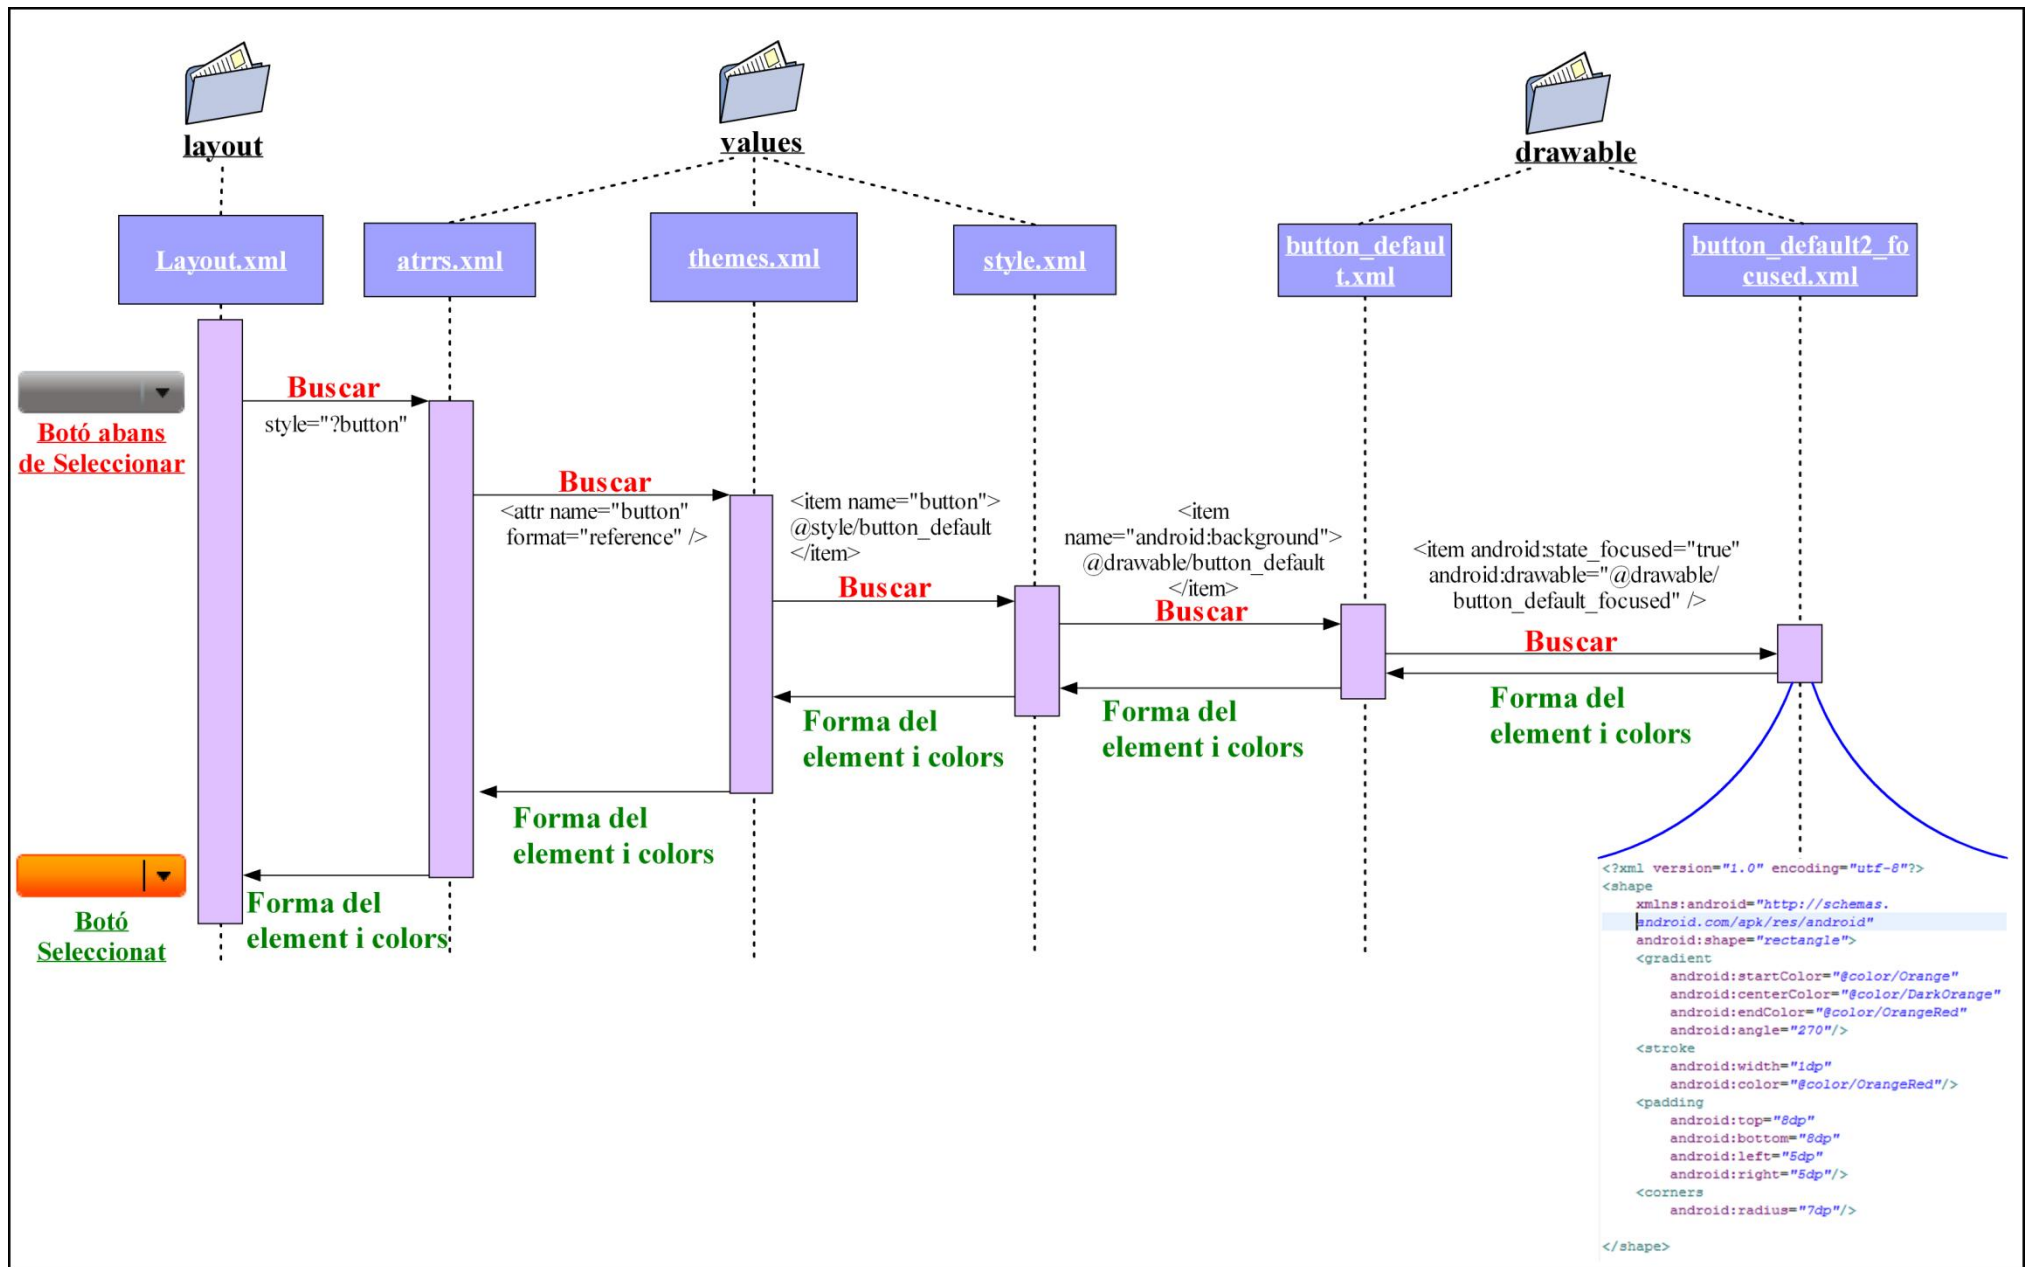 layout
values
drawable
Layout.xml
atrrs.xml
themes.xml
style.xml
button_defaul
t.xml
button_default2_fo
cused.xml
Botó abans
de Seleccionar
Buscar
style="?button"
Buscar
<attr name="button"
format="reference" />
<item name="button">
@style/button_default
</item>
Buscar
<item
name="android:background">
@drawable/button_default
</item>
Buscar
<item android:state_focused="true"
android:drawable="@drawable/
button_default_focused" />
Buscar
Forma del
element i colors
Forma del
element i colors
Forma del
element i colors
Forma del
element i colors
Forma del
element i colors
Botó
Seleccionat
<?xml version="1.0" encoding="utf-8"?>
<shape
xmlns:android="http://schemas.
android.com/apk/res/android"
android:shape="rectangle">
<gradient
android:startColor="@color/Orange"
android:centerColor="@color/DarkOrange"
android:endColor="@color/OrangeRed"
android:angle="270"/>
<stroke
android:width="1dp"
android:color="@color/OrangeRed"/>
<padding
android:top="8dp"
android:bottom="8dp"
android:left="5dp"
android:right="5dp"/>
<corners
android:radius="7dp"/>
</shape>